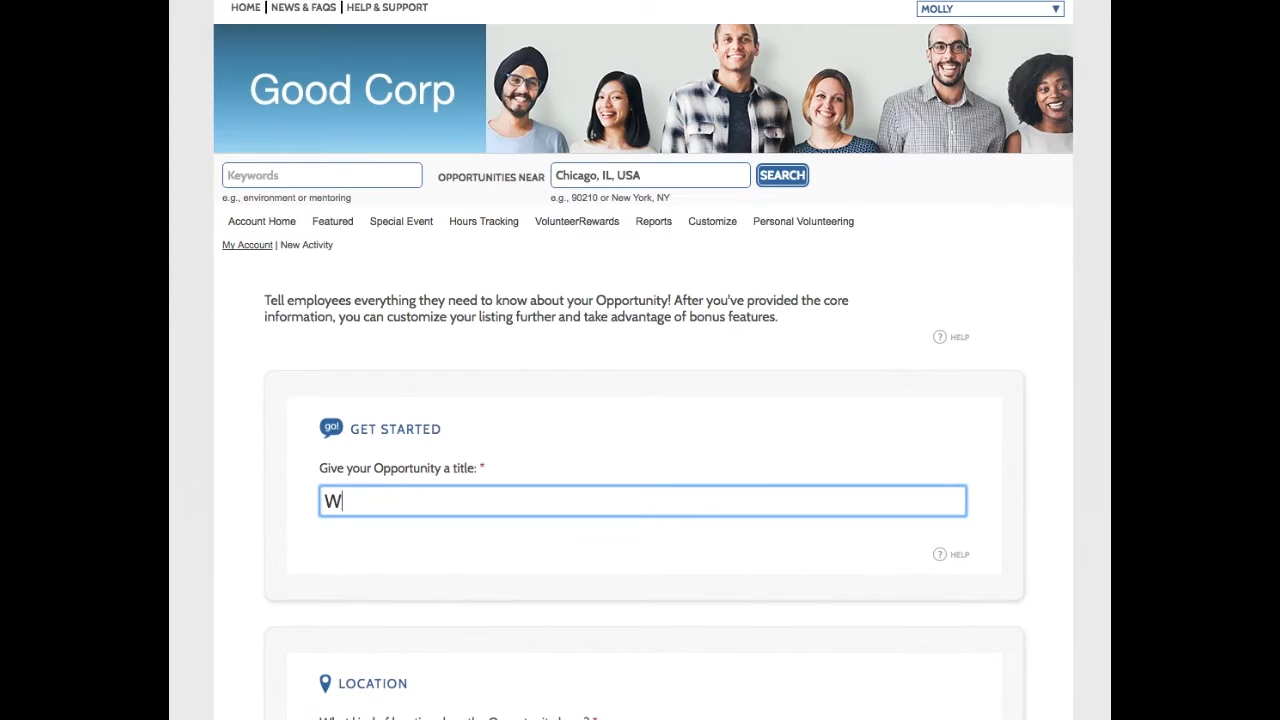 HOME | NEWS & FAQS | HELP & SUPPORT
MOLLY
Good Corp
Keywords OPPORTUNITIES NEAR Chicago, IL, USA SEARCH
e.g., environment or mentoring e.g., 90210 or New York, NY
Account Home Featured Special Event Hours Tracking VolunteerRewards Reports Customize Personal Volunteering
My Account | New Activity
Tell employees everything they need to know about your Opportunity! After you've provided the core
information, you can customize your listing further and take advantage of bonus features.
? HELP
go! GET STARTED
Give your Opportunity a title: *
W
? HELP
LOCATION